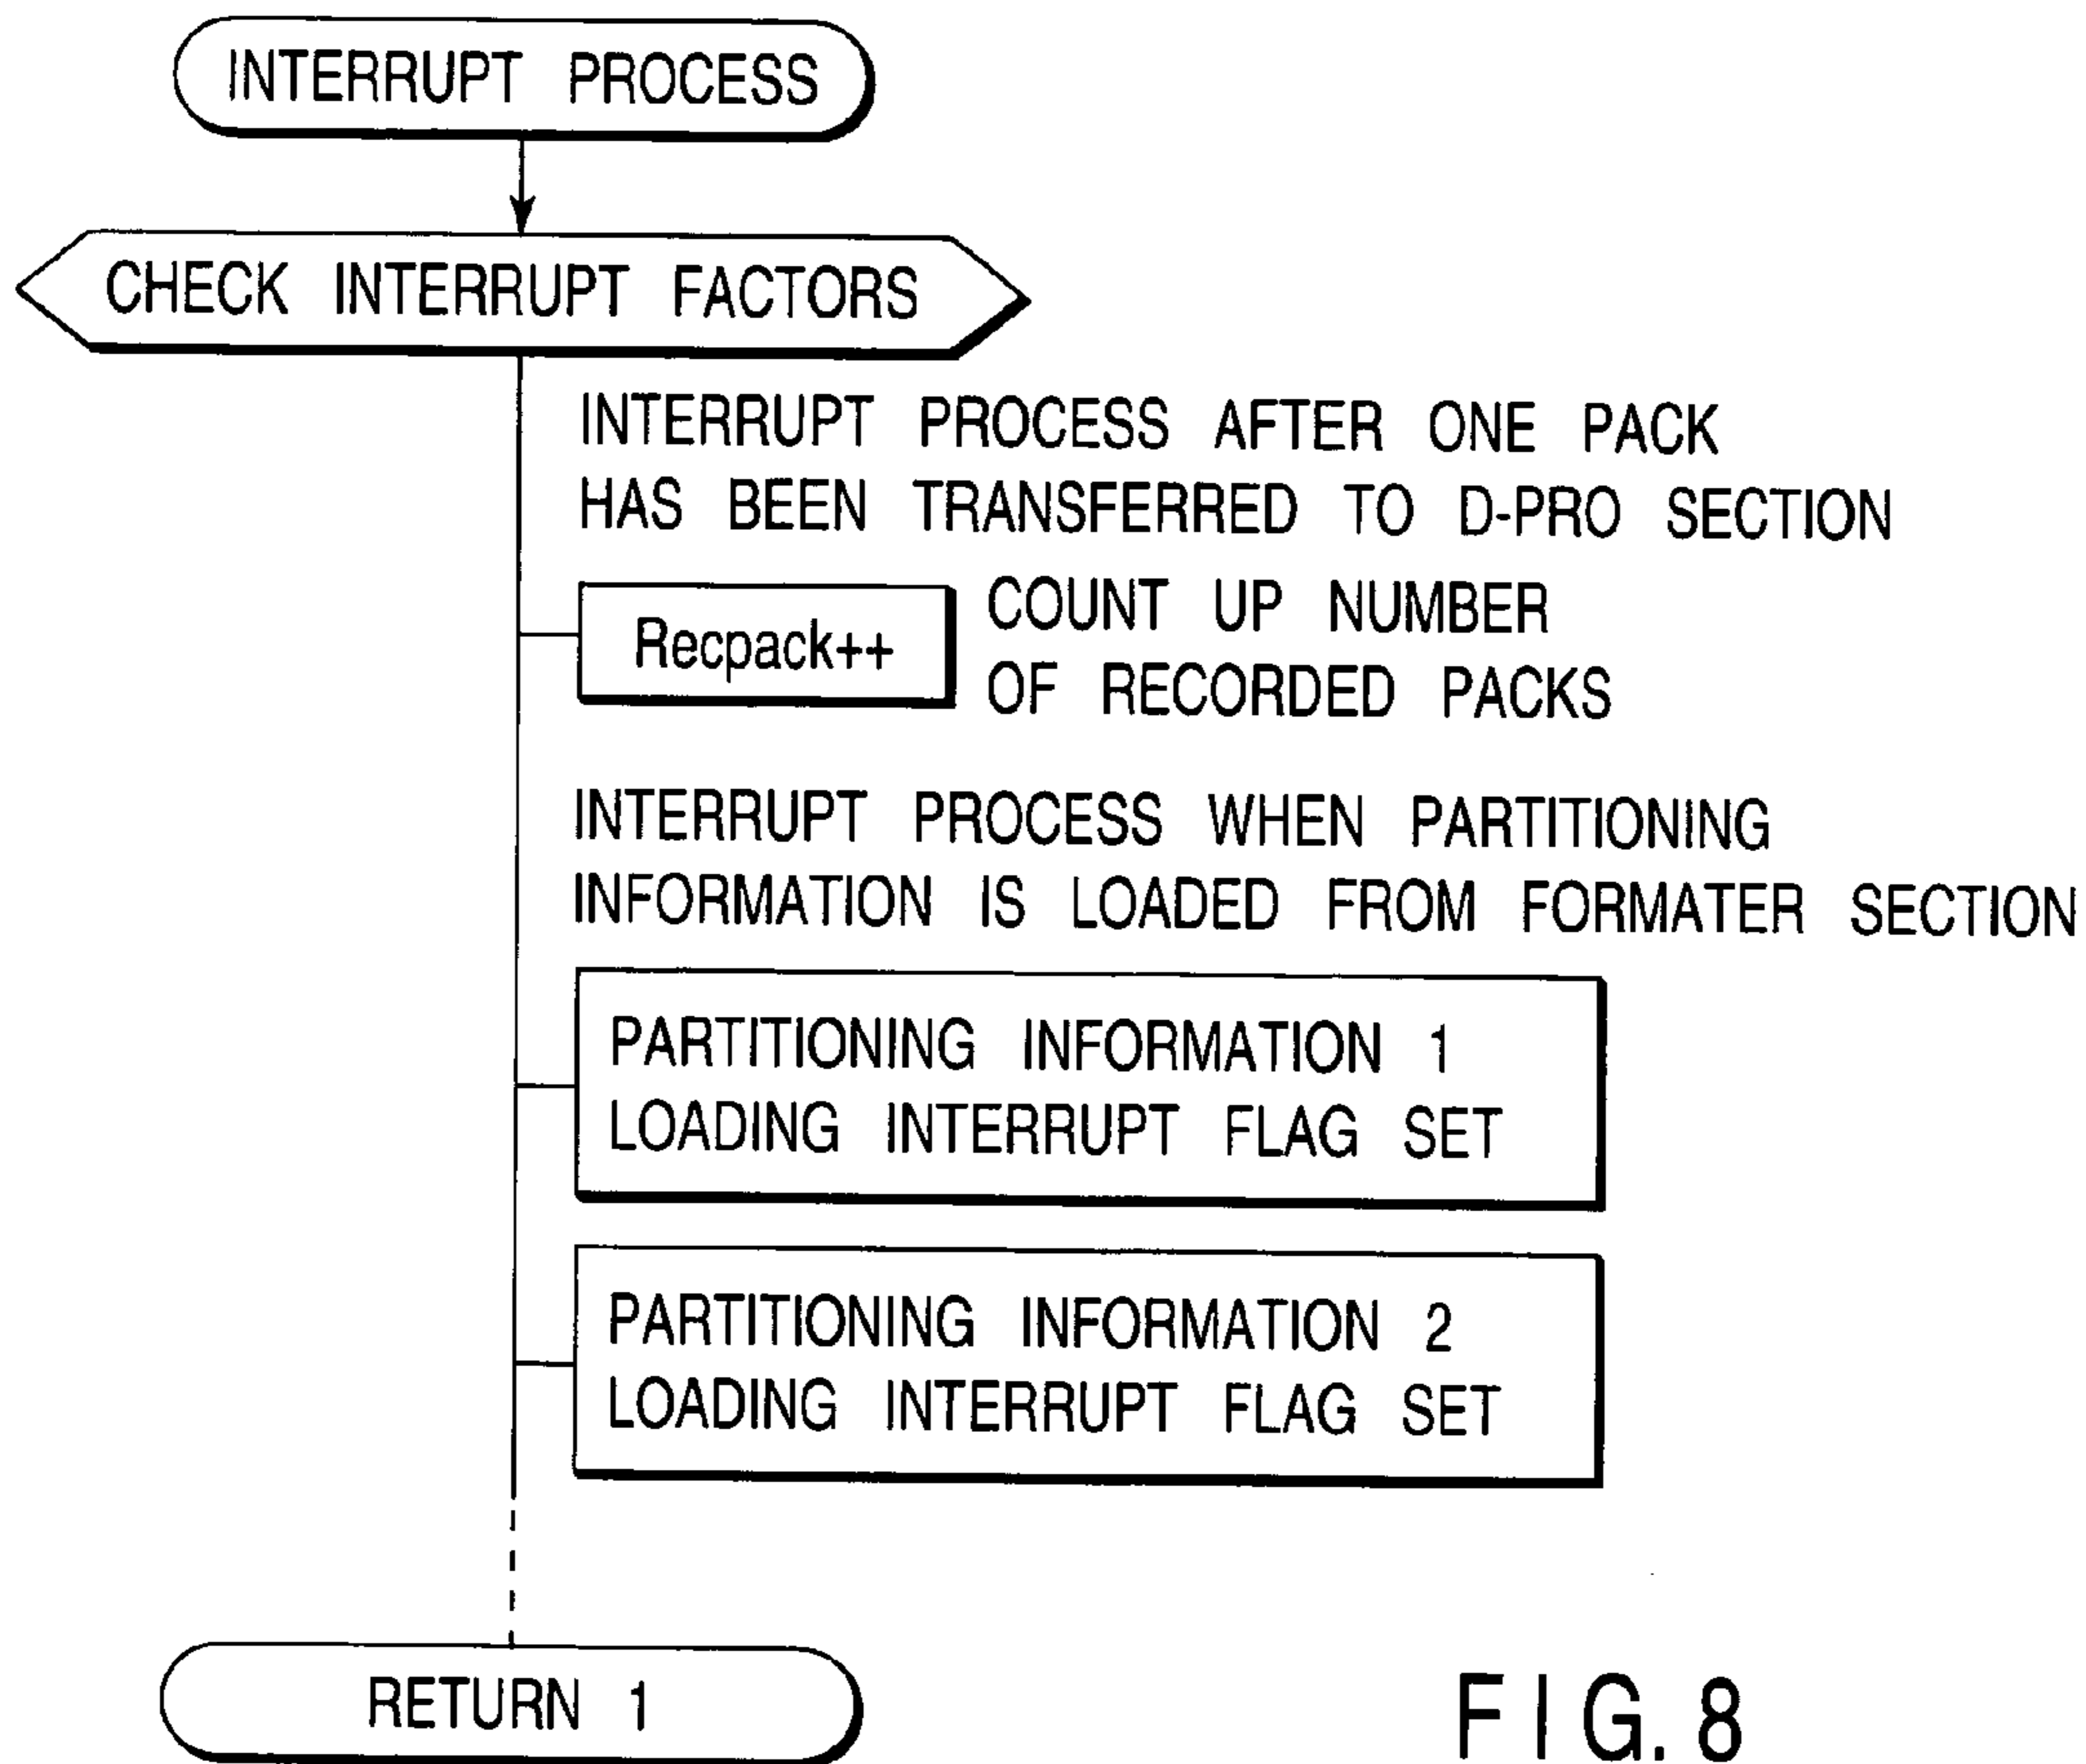 INTERRUPT PROCESS
CHECK INTERRUPT FACTORS
INTERRUPT PROCESS AFTER ONE PACK
HAS BEEN TRANSFERRED TO D-PRO SECTION
Recpack++
COUNT UP NUMBER
OF RECORDED PACKS
INTERRUPT PROCESS WHEN PARTITIONING
INFORMATION IS LOADED FROM FORMATER SECTION
PARTITIONING INFORMATION 1
LOADING INTERRUPT FLAG SET
PARTITIONING INFORMATION 2
LOADING INTERRUPT FLAG SET
RETURN 1
FIG. 8